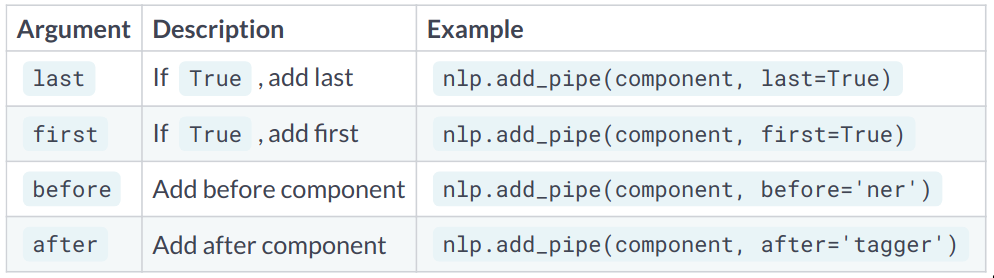 Argument Description Example
last If True , add last nlp.add_pipe(component, last=True)
first If True , add first nlp.add_pipe(component, first=True)
before Add before component nlp.add_pipe(component, before='ner')
after Add after component nlp.add_pipe(component, after='tagger')